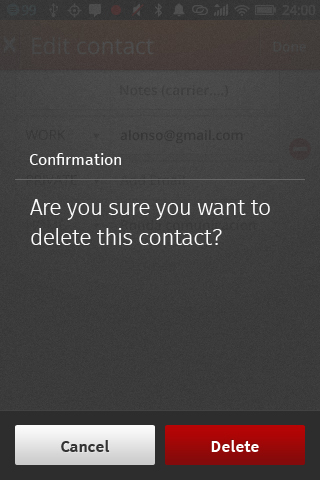 99 24:00
Edit contact Done
Notes (carrier,...)
WORK alonso@gmail.com
Confirmation
PRIVATE
Are you sure you want to
delete this contact?
Cancel Delete